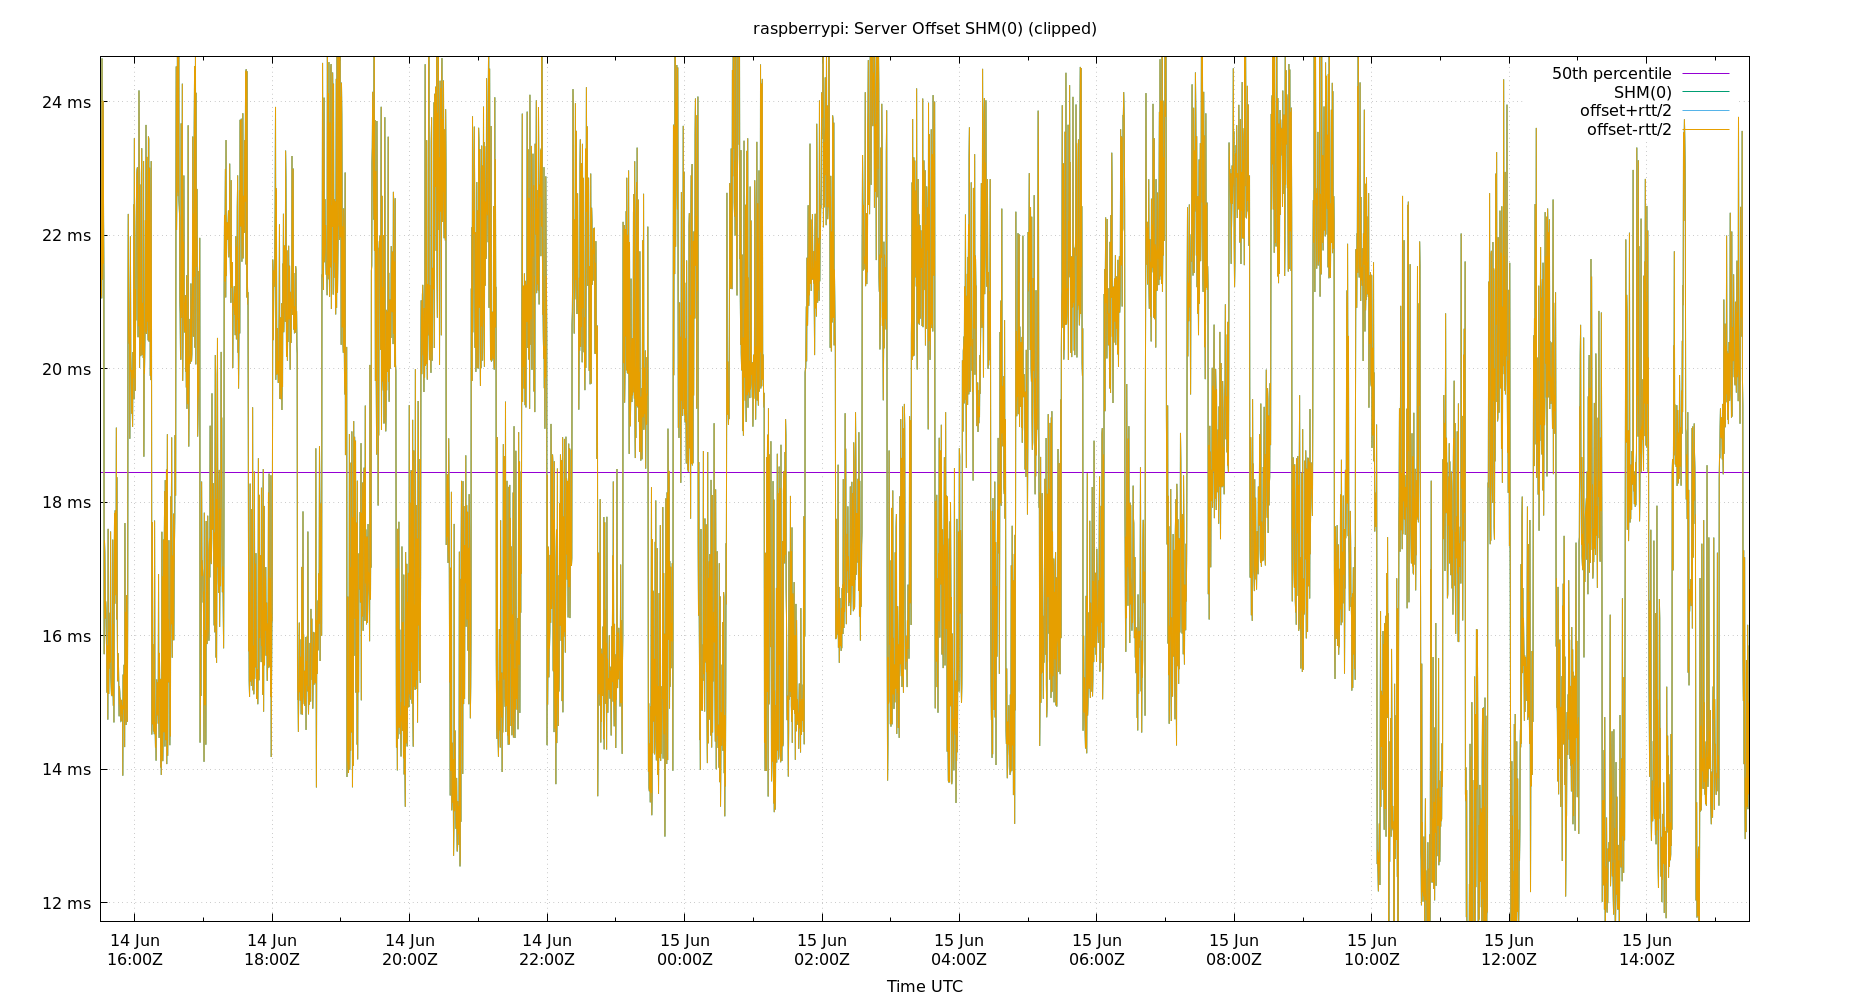 raspberrypi: Server Offset SHM(0) (clipped)
50th percentile
SHM(0)
offset+rtt/2
offset-rtt/2
24 ms
22 ms
20 ms
18 ms
16 ms
14 ms
12 ms
14 Jun 14 Jun 14 Jun 14 Jun 15 Jun 15 Jun 15 Jun 15 Jun 15 Jun 15 Jun 15 Jun 15 Jun
16:00Z 18:00Z 20:00Z 22:00Z 00:00Z 02:00Z 04:00Z 06:00Z 08:00Z 10:00Z 12:00Z 14:00Z
Time UTC